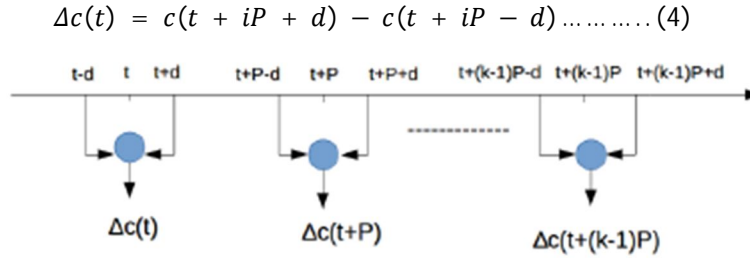 Δc(t) = c(t + iP + d) − c(t + iP − d) ………..(4)
t-d t t+d t+P-d t+P t+P+d t+(k-1)P-d t+(k-1)P t+(k-1)P+d
Δc(t) Δc(t+P) Δc(t+(k-1)P)